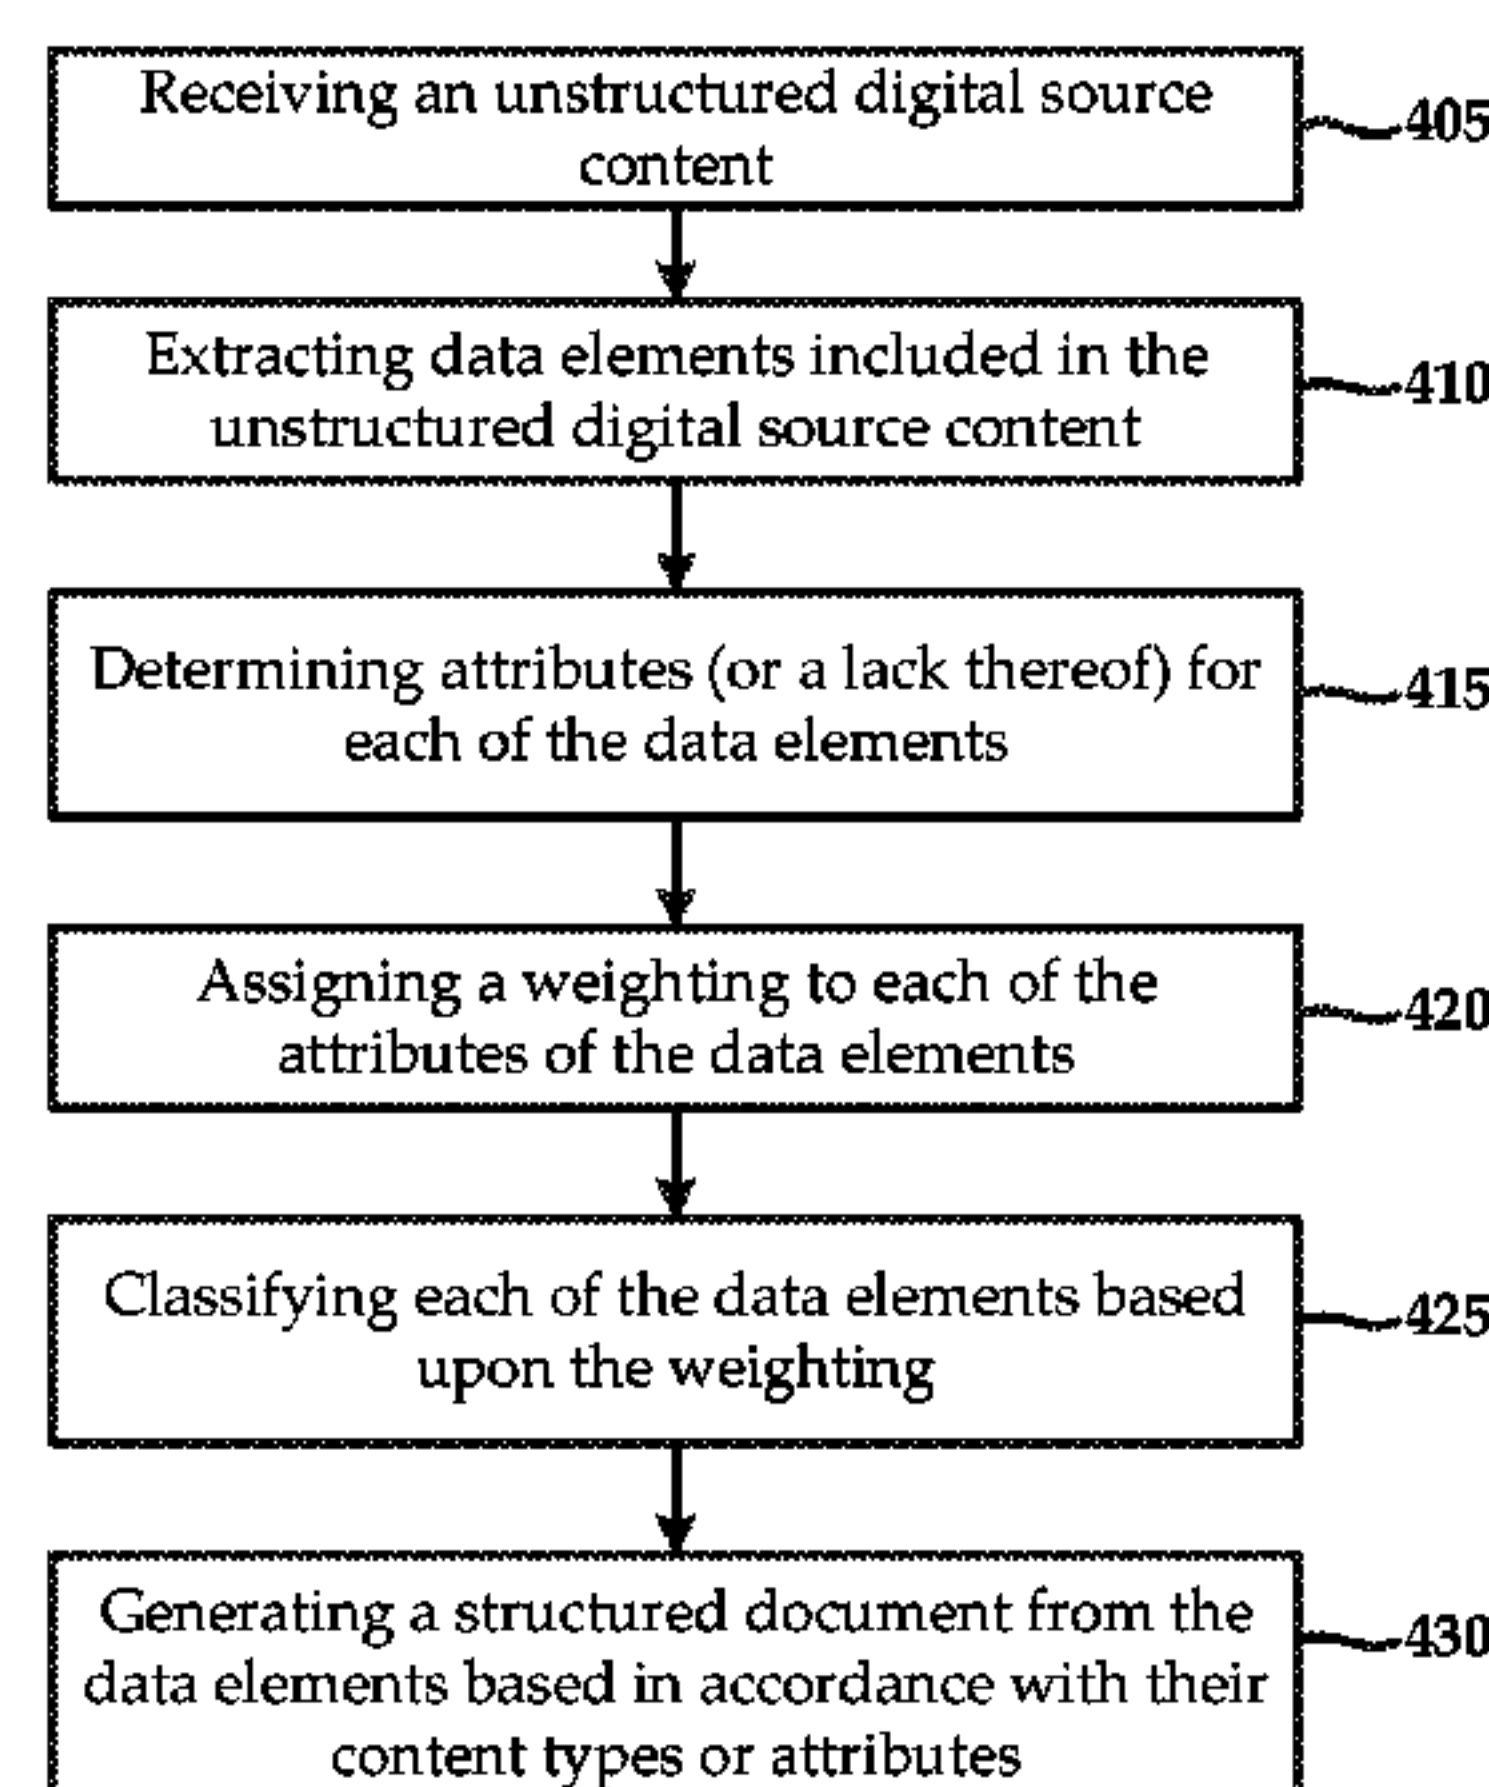 Receiving an unstructured digital source
content
405
Extracting data elements included in the
unstructured digital source content
410
Determining attributes (or a lack thereof) for
each of the data elements
415
Assigning a weighting to each of the
attributes of the data elements
420
Classifying each of the data elements based
upon the weighting
425
Generating a structured document from the
data elements based in accordance with their
content types or attributes
430